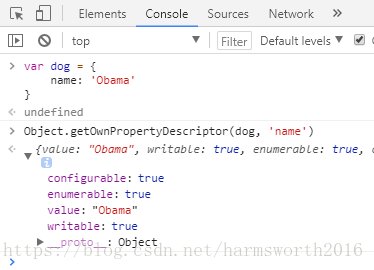 Elements Console Sources Network
top Filter Default levels
> var dog = {
name: 'Obama'
}
undefined
> Object.getOwnPropertyDescriptor(dog, 'name')
{value: "Obama", writable: true, enumerable: true, c
i
configurable: true
enumerable: true
value: "Obama"
writable: true
__proto__: Object
https://blog.csdn.net/harmsworth2016
>